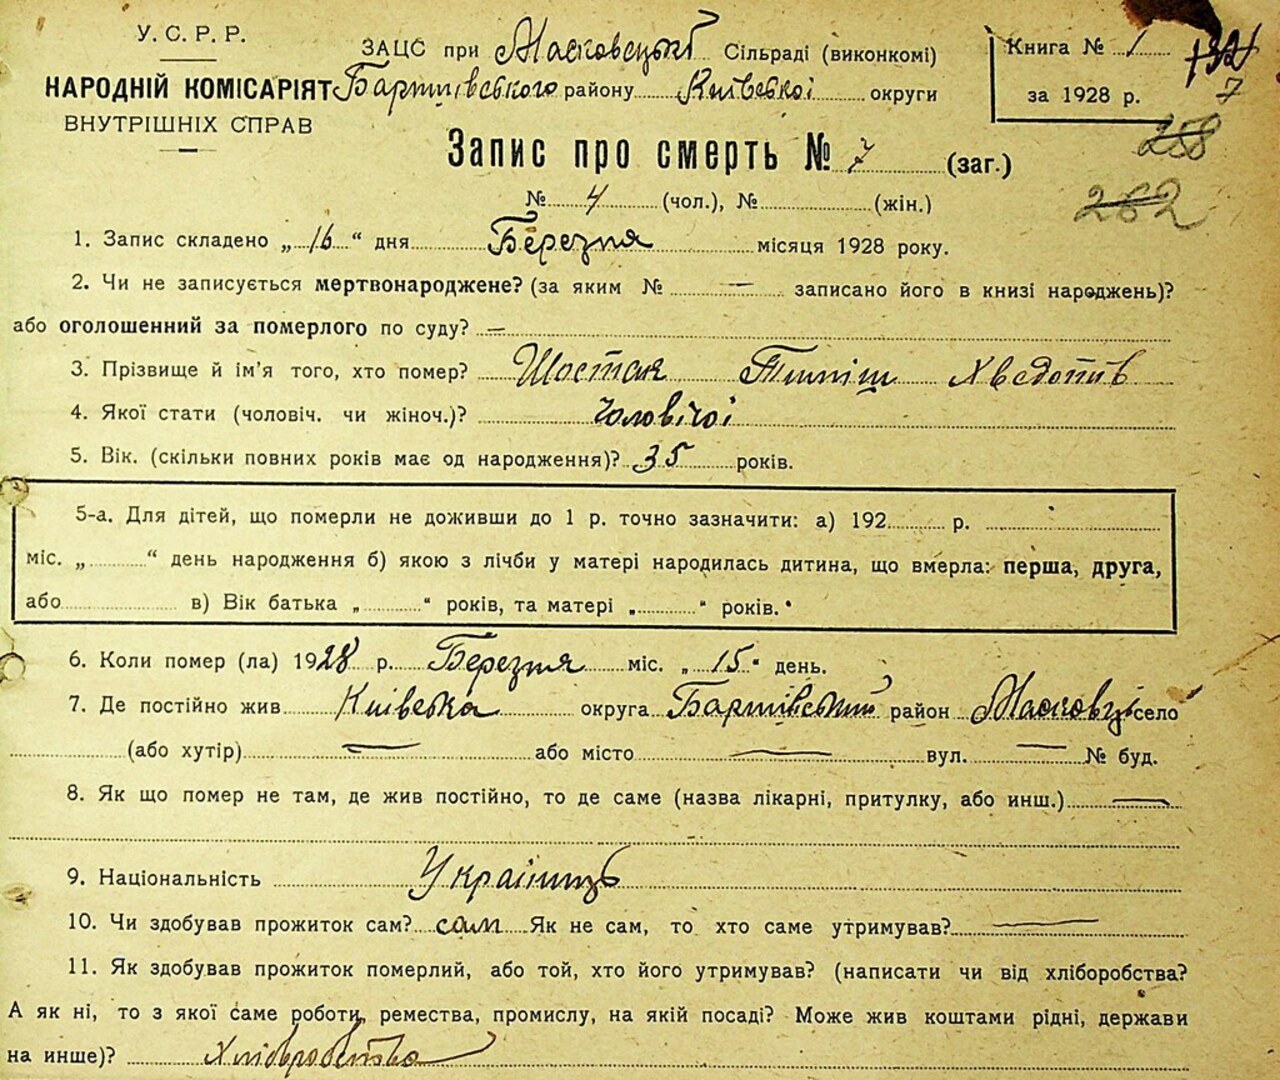 У. С. Р. Р.
НАРОДНІЙ КОМІСАРІЯТ
ВНУТРІШНІХ СПРАВ
ЗАЦС при Масковецькі Сільраді (виконкомі)
Баришівського району Київської округи
Книга № 1
за 1928 р.
132
7
258
262
Запис про смерть № 7 (заг.)
№ 4 (чол.), № (жін.)
1. Запис складено „ 16 “ дня Березня місяця 1928 року.
2. Чи не записується мертвонароджене? (за яким № — записано його в книзі народжень)?
або оголошенний за померлого по суду? —
3. Прізвище й ім’я того, хто помер? Шостак Тиміш Хведотів
4. Якої стати (чоловіч. чи жіноч.)? Чоловічої
5. Вік. (скільки повних років має од народження)? 35 років.
5-а. Для дітей, що померли не доживши до 1 р. точно зазначити: а) 192 р.
міс. „ “ день народження б) якою з лічби у матері народилась дитина, що вмерла: перша, друга,
або в) Вік батька „ “ років, та матері „ “ років.
6. Коли помер (ла) 1928 р. Березня міс. „ 15 “ день.
7. Де постійно жив Київська округа Баришівський район Масковці село
(або хутір) — або місто — вул. — № буд.
8. Як що помер не там, де жив постійно, то де саме (назва лікарні, притулку, або инш.) —
9. Національність Українець
10. Чи здобував прожиток сам? сам Як не сам, то хто саме утримував? —
11. Як здобував прожиток померлий, або той, хто його утримував? (написати чи від хліборобства?
А як ні, то з якої саме роботи, ремества, промислу, на якій посаді? Може жив коштами рідні, держави
на инше)? Хліборобство